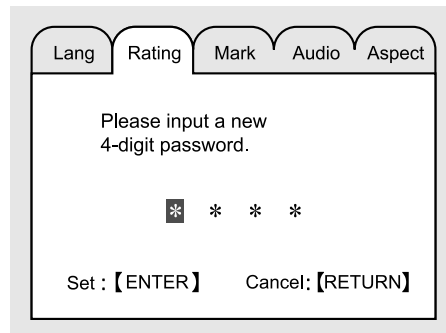 Lang Rating Mark Audio Aspect
Please input a new
4-digit password.
* * * *
Set :【ENTER】 Cancel:【RETURN】